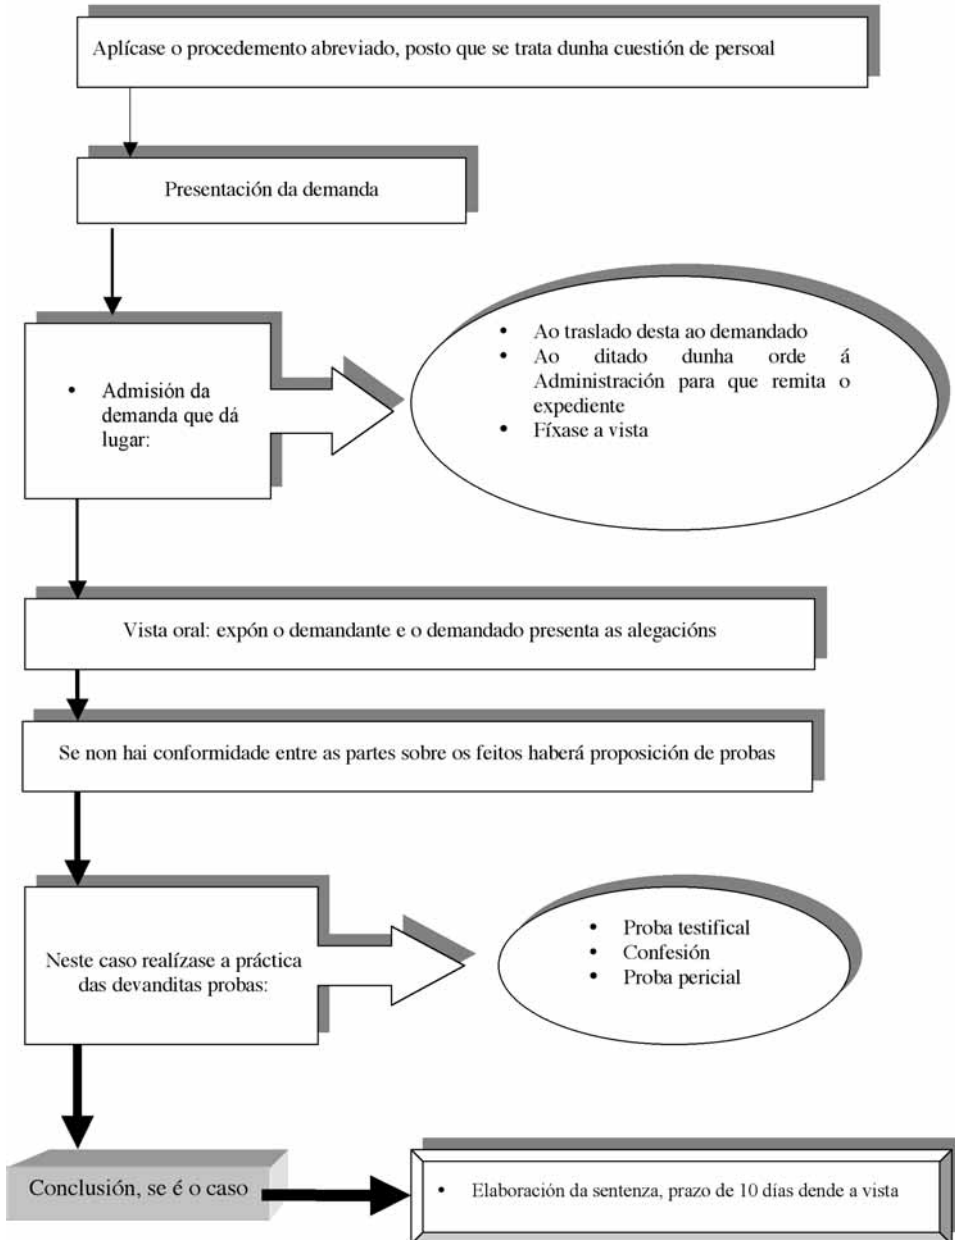 Aplícase o procedemento abreviado, posto que se trata dunha cuestión de persoal
Presentación da demanda
• Admisión da
demanda que dá
lugar:
• Ao traslado desta ao demandado
• Ao ditado dunha orde á
Administración para que remita o
expediente
• Fíxase a vista
Vista oral: expón o demandante e o demandado presenta as alegacións
Se non hai conformidade entre as partes sobre os feitos haberá proposición de probas
Neste caso realízase a práctica
das devanditas probas:
• Proba testifical
• Confesión
• Proba pericial
Conclusión, se é o caso
• Elaboración da sentenza, prazo de 10 días dende a vista